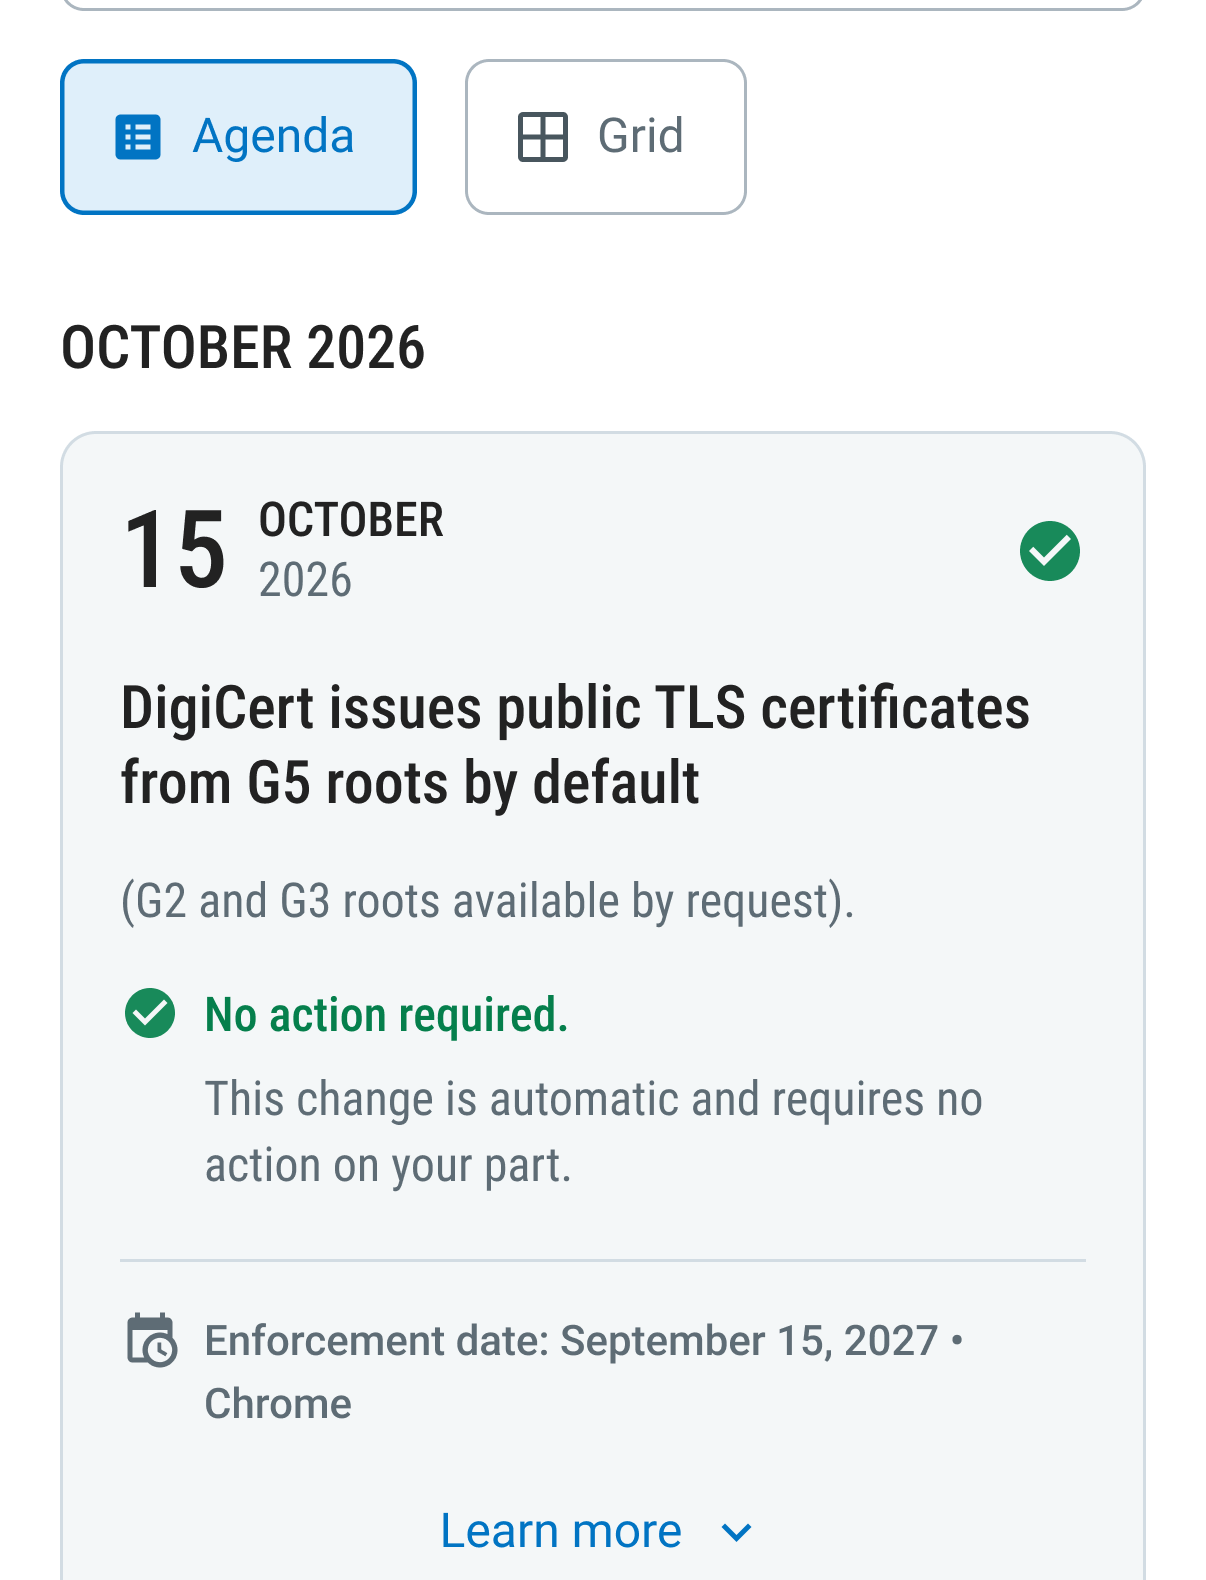 Agenda
Grid
OCTOBER 2026
15
OCTOBER
2026
DigiCert issues public TLS certificates
from G5 roots by default
(G2 and G3 roots available by request).
No action required.
This change is automatic and requires no
action on your part.
Enforcement date: September 15, 2027 •
Chrome
Learn more